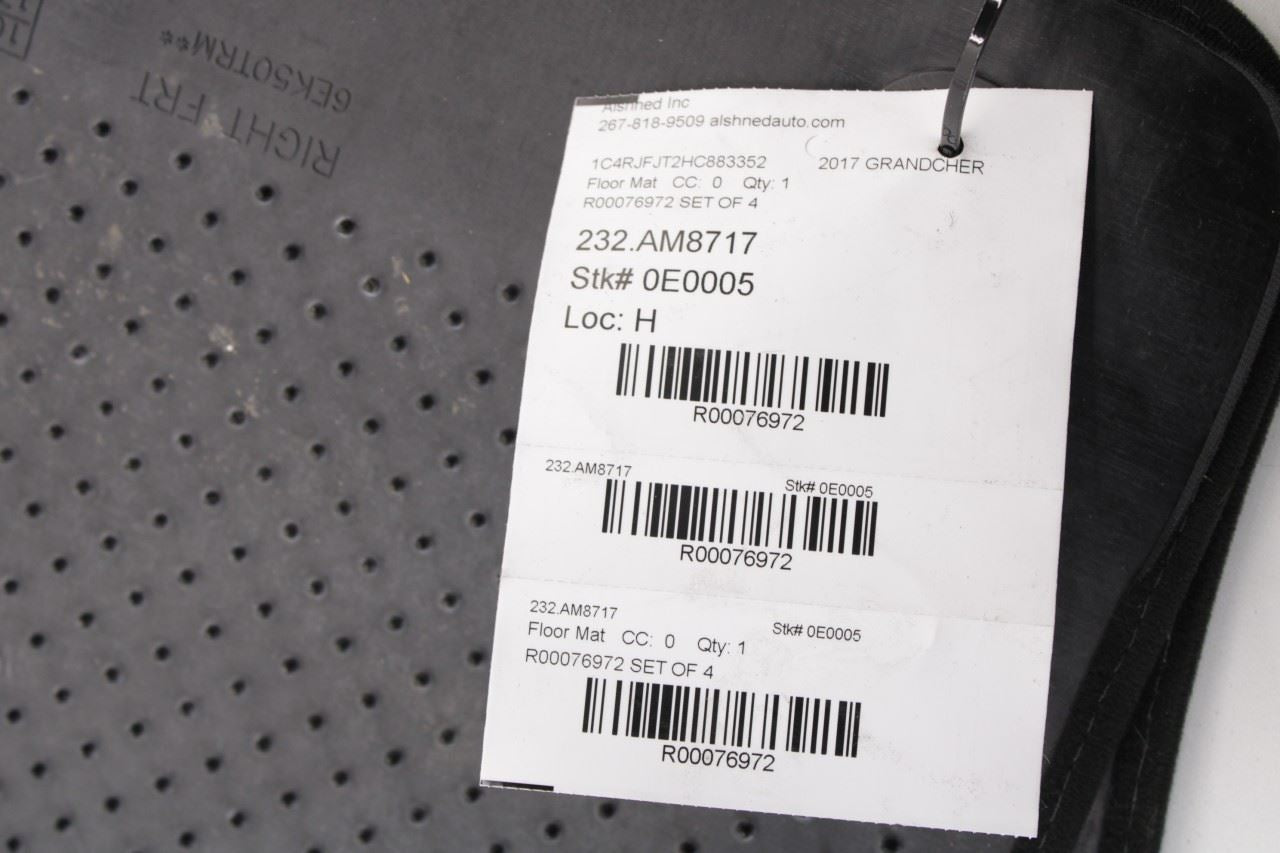 RIGHT FRT
6EK50TRM**
Alshned Inc
267-818-9509 alshnedauto.com
1C4RJFJT2HC883352 2017 GRANDCHER
Floor Mat CC: 0 Qty: 1
R00076972 SET OF 4
232.AM8717
Stk# 0E0005
Loc: H
R00076972
232.AM8717 Stk# 0E0005
R00076972
232.AM8717 Stk# 0E0005
Floor Mat CC: 0 Qty: 1
R00076972 SET OF 4
R00076972